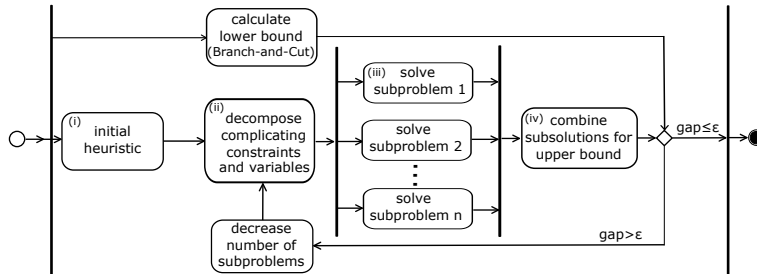 calculate
lower bound
(Branch-and-Cut)
(i) initial
heuristic
(ii)
decompose
complicating
constraints
and variables
(iii) solve
subproblem 1
solve
subproblem 2
solve
subproblem n
(iv) combine
subsolutions for
upper bound
gap≤ε
gap>ε
decrease
number of
subproblems